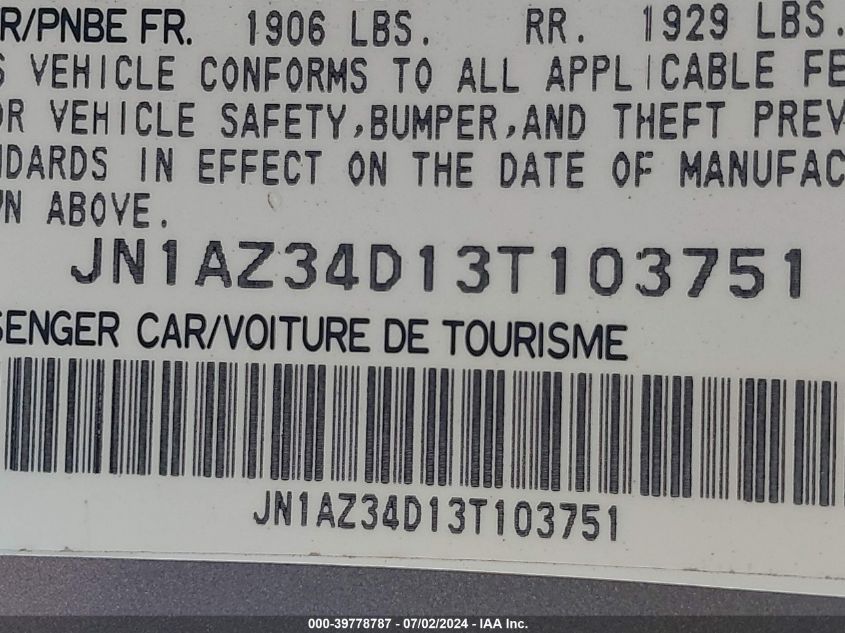 R/PNBE FR. 1906 LBS. RR. 1929 LBS.
S VEHICLE CONFORMS TO ALL APPLICABLE FE
OR VEHICLE SAFETY, BUMPER, AND THEFT PREV
NDARDS IN EFFECT ON THE DATE OF MANUFAC
WN ABOVE.
JN1AZ34D13T103751
SENGER CAR/VOITURE DE TOURISME
JN1AZ34D13T103751
000-39778787 - 07/02/2024 - IAA Inc.